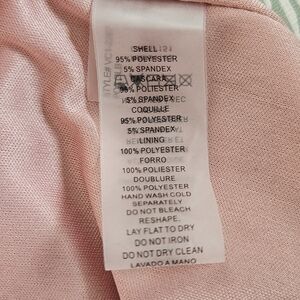 SHELL
95% POLYESTER
5% SPANDEX
CASCARA
95% POLIESTER
5% SPANDEX
COQUILLE
95% POLYESTER
5% SPANDEX
LINING
100% POLYESTER
FORRO
100% POLIESTER
DOUBLURE
100% POLYESTER
HAND WASH COLD
SEPARATELY
DO NOT BLEACH
RESHAPE,
LAY FLAT TO DRY
DO NOT IRON
DO NOT DRY CLEAN
LAVADO A MANO
STYLE#